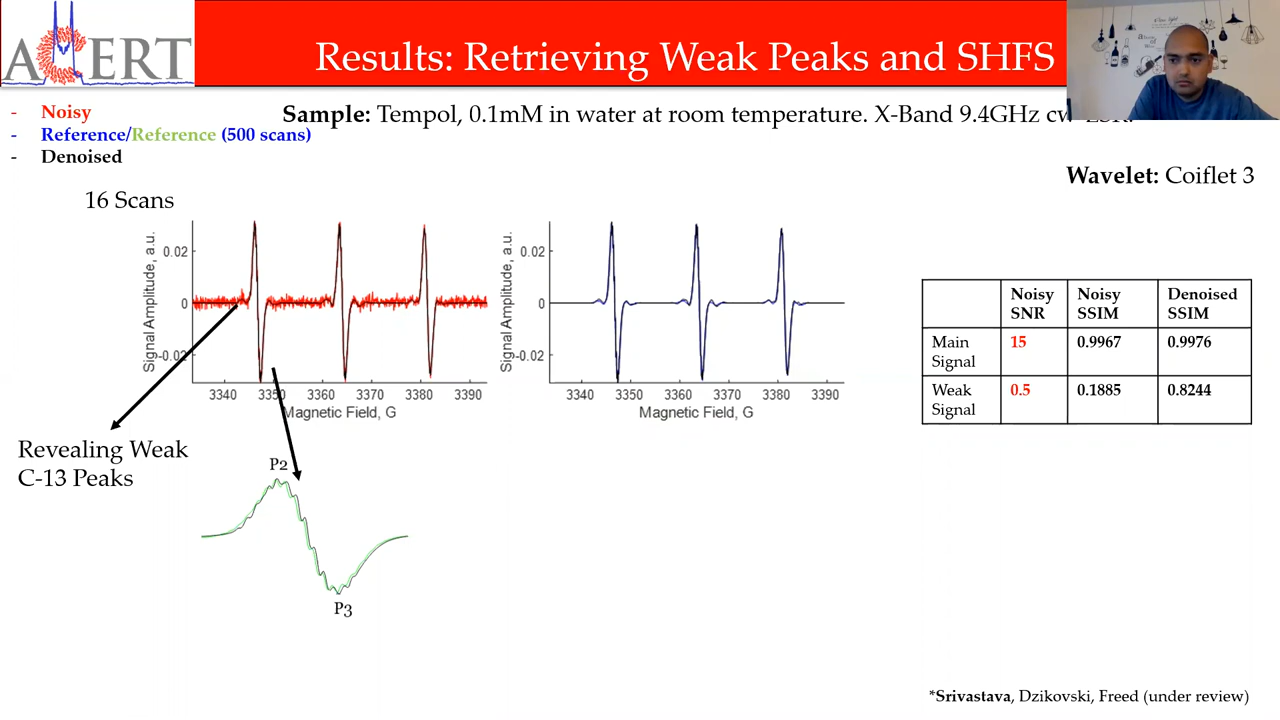 ACERT
Results: Retrieving Weak Peaks and SHFS
- Noisy
- Reference/Reference (500 scans)
- Denoised
Sample: Tempol, 0.1mM in water at room temperature. X-Band 9.4GHz cw
Wavelet: Coiflet 3
16 Scans
Signal Amplitude, a.u.
0.02
0
-0.02
3340 3350 3360 3370 3380 3390
Magnetic Field, G
Signal Amplitude, a.u.
0.02
0
-0.02
3340 3350 3360 3370 3380 3390
Magnetic Field, G
Noisy SNR Noisy SSIM Denoised SSIM
Main Signal 15 0.9967 0.9976
Weak Signal 0.5 0.1885 0.8244
Revealing Weak
C-13 Peaks
P2
P3
*Srivastava, Dzikovski, Freed (under review)